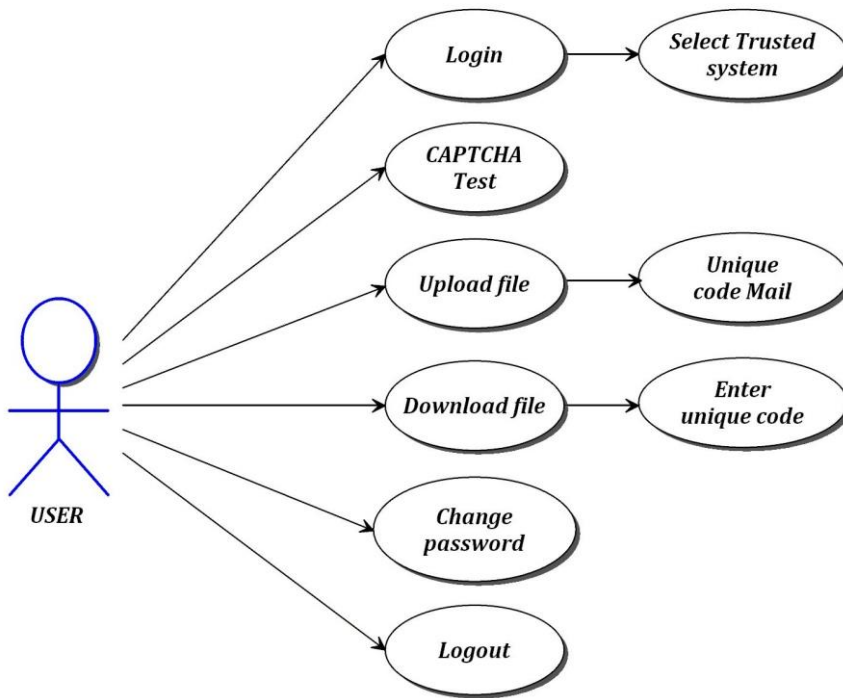 Login
Select Trusted
system
CAPTCHA
Test
Upload file
Unique
code Mail
Download file
Enter
unique code
USER
Change
password
Logout